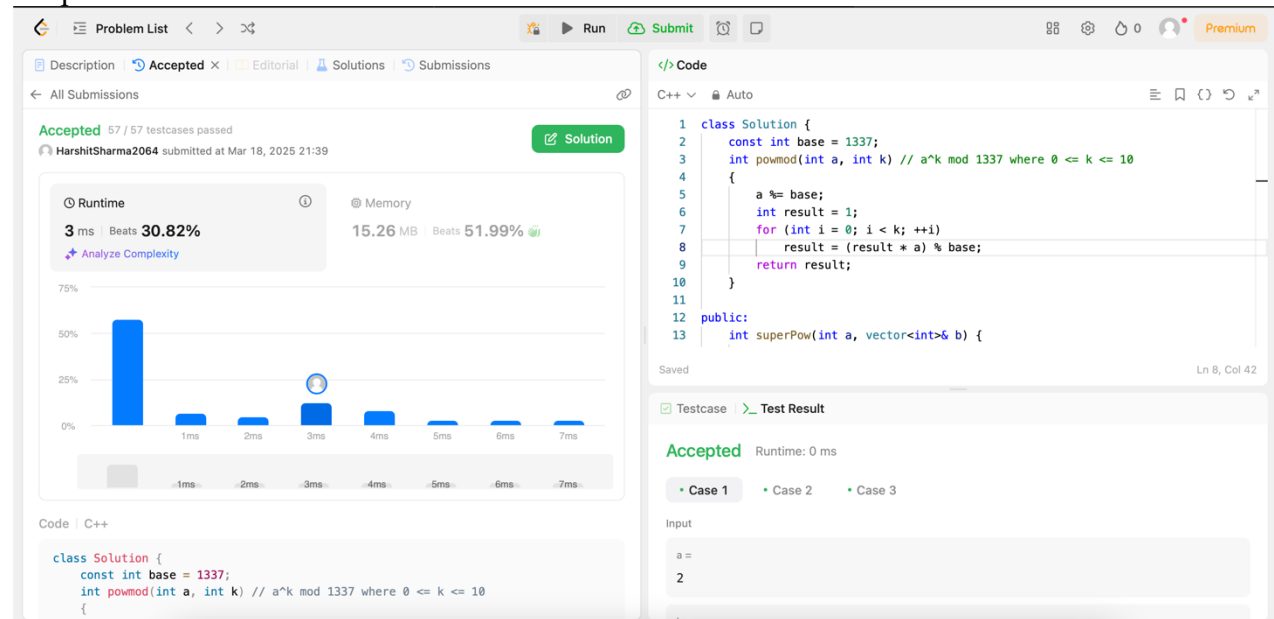 Problem List
Run
Submit
0
Premium
Description
Accepted
Editorial
Solutions
Submissions
All Submissions
Accepted 57 / 57 testcases passed
HarshitSharma2064 submitted at Mar 18, 2025 21:39
Solution
Runtime
3 ms Beats 30.82%
Analyze Complexity
Memory
15.26 MB Beats 51.99%
75%
50%
25%
0%
1ms 2ms 3ms 4ms 5ms 6ms 7ms
1ms 2ms 3ms 4ms 5ms 6ms 7ms
Code C++
class Solution {
const int base = 1337;
int powmod(int a, int k) // a^k mod 1337 where 0 <= k <= 10
{
</> Code
C++ Auto
1 class Solution {
2 const int base = 1337;
3 int powmod(int a, int k) // a^k mod 1337 where 0 <= k <= 10
4 {
5 a %= base;
6 int result = 1;
7 for (int i = 0; i < k; ++i)
8 result = (result * a) % base;
9 return result;
10 }
11
12 public:
13 int superPow(int a, vector<int>& b) {
Saved
Ln 8, Col 42
Testcase
>_ Test Result
Accepted Runtime: 0 ms
• Case 1 • Case 2 • Case 3
Input
a =
2